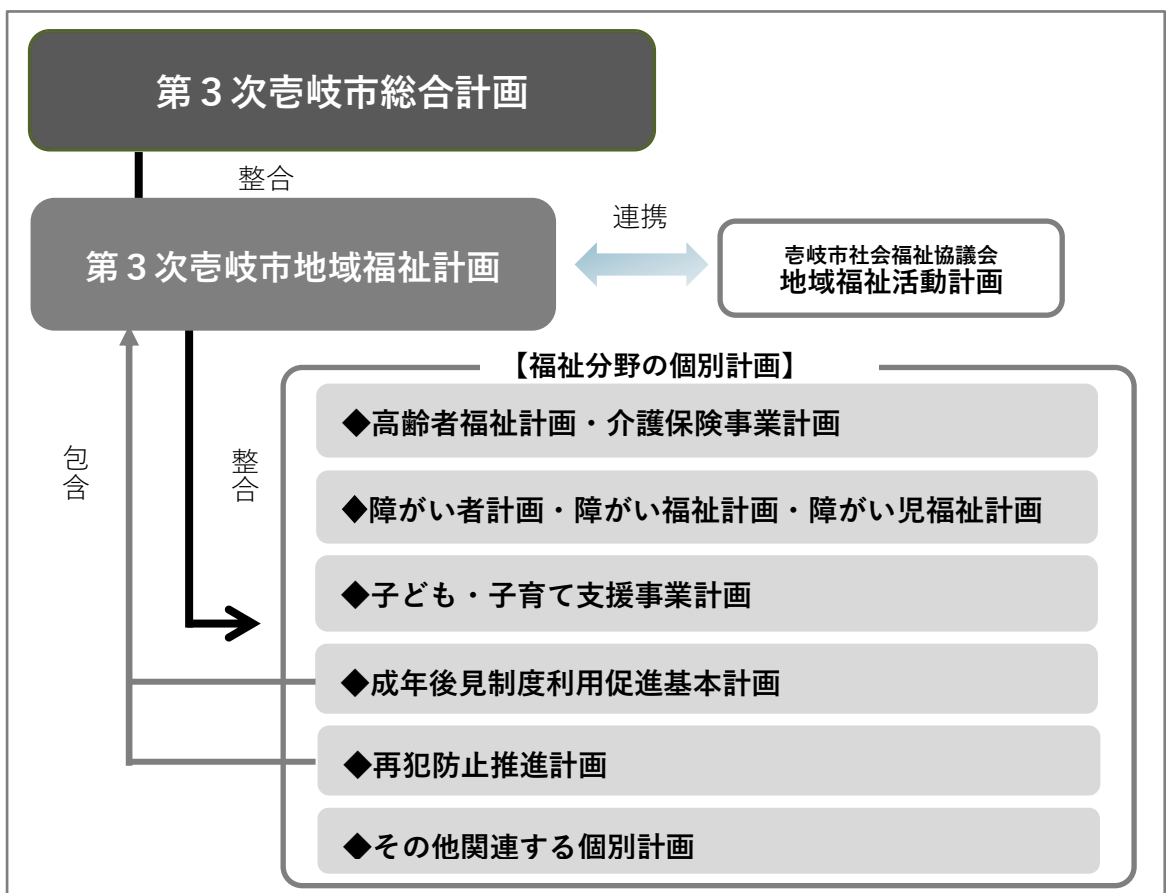 第３次壱岐市総合計画
整合
第３次壱岐市地域福祉計画
連携
壱岐市社会福祉協議会
地域福祉活動計画
【福祉分野の個別計画】
包含
整合
◆高齢者福祉計画・介護保険事業計画
◆障がい者計画・障がい福祉計画・障がい児福祉計画
◆子ども・子育て支援事業計画
◆成年後見制度利用促進基本計画
◆再犯防止推進計画
◆その他関連する個別計画